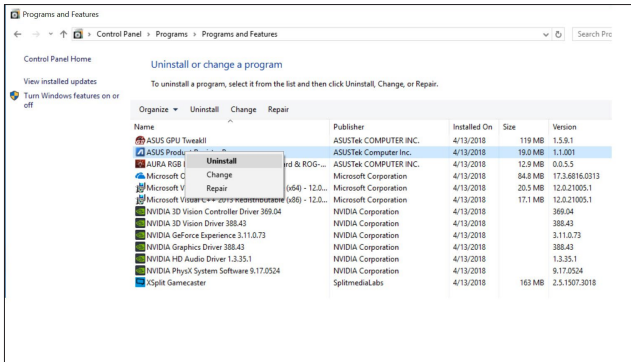 Programs and Features
Control Panel › Programs › Programs and Features
Search Pro
Control Panel Home
View installed updates
Turn Windows features on or off
Uninstall or change a program
To uninstall a program, select it from the list and then click Uninstall, Change, or Repair.
Organize Uninstall Change Repair
Name Publisher Installed On Size Version
ASUS GPU TweakII ASUSTek COMPUTER INC. 4/13/2018 119 MB 1.5.9.1
ASUS Product ASUSTek Computer Inc. 4/13/2018 19.0 MB 1.1.001
AURA RGB rd & ROG-... ASUSTek COMPUTER INC. 4/13/2018 12.9 MB 0.0.5.5
Microsoft Microsoft Corporation 4/13/2018 84.8 MB 17.3.6816.0313
Microsoft V (x64) - 12.0... Microsoft Corporation 4/13/2018 20.5 MB 12.0.21005.1
Microsoft Visual C++ 2013 Redistributable (x86) - 12.0... Microsoft Corporation 4/13/2018 17.1 MB 12.0.21005.1
Uninstall
Change
Repair
NVIDIA 3D Vision Controller Driver 369.04 NVIDIA Corporation 4/13/2018 369.04
NVIDIA 3D Vision Driver 388.43 NVIDIA Corporation 4/13/2018 388.43
NVIDIA GeForce Experience 3.11.0.73 NVIDIA Corporation 4/13/2018 3.11.0.73
NVIDIA Graphics Driver 388.43 NVIDIA Corporation 4/13/2018 388.43
NVIDIA HD Audio Driver 1.3.35.1 NVIDIA Corporation 4/13/2018 1.3.35.1
NVIDIA PhysX System Software 9.17.0524 NVIDIA Corporation 4/13/2018 9.17.0524
XSplit Gamecaster SplitmediaLabs 4/13/2018 163 MB 2.5.1507.3018